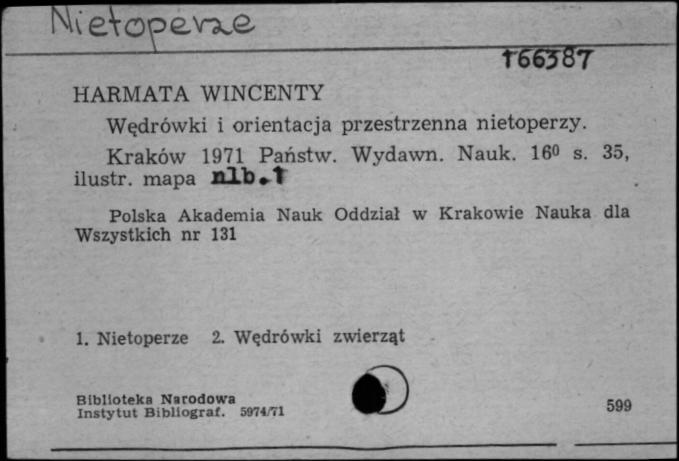 Nietoperze
166387
HARMATA WINCENTY
Wędrówki i orientacja przestrzenna nietoperzy.
Kraków 1971 Państw. Wydawn. Nauk. 16⁰ s. 35,
ilustr. mapa nlb.1
Polska Akademia Nauk Oddział w Krakowie Nauka dla
Wszystkich nr 131
1. Nietoperze 2. Wędrówki zwierząt
Biblioteka Narodowa
Instytut Bibliograf. 5974/71
599